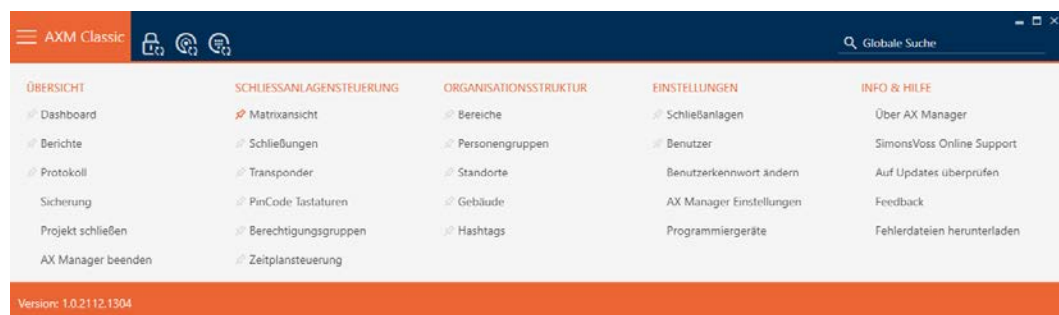 AXM Classic
Globale Suche
ÜBERSICHT
Dashboard
Berichte
Protokoll
Sicherung
Projekt schließen
AX Manager beenden
SCHLIESSANLAGENSTEUERUNG
Matrixansicht
Schließungen
Transponder
PinCode Tastaturen
Berechtigungsgruppen
Zeitplansteuerung
ORGANISATIONSSTRUKTUR
Bereiche
Personengruppen
Standorte
Gebäude
Hashtags
EINSTELLUNGEN
Schließanlagen
Benutzer
Benutzerkennwort ändern
AX Manager Einstellungen
Programmiergeräte
INFO & HILFE
Über AX Manager
SimonsVoss Online Support
Auf Updates überprüfen
Feedback
Fehlerdateien herunterladen
Version: 1.0.2112.1304